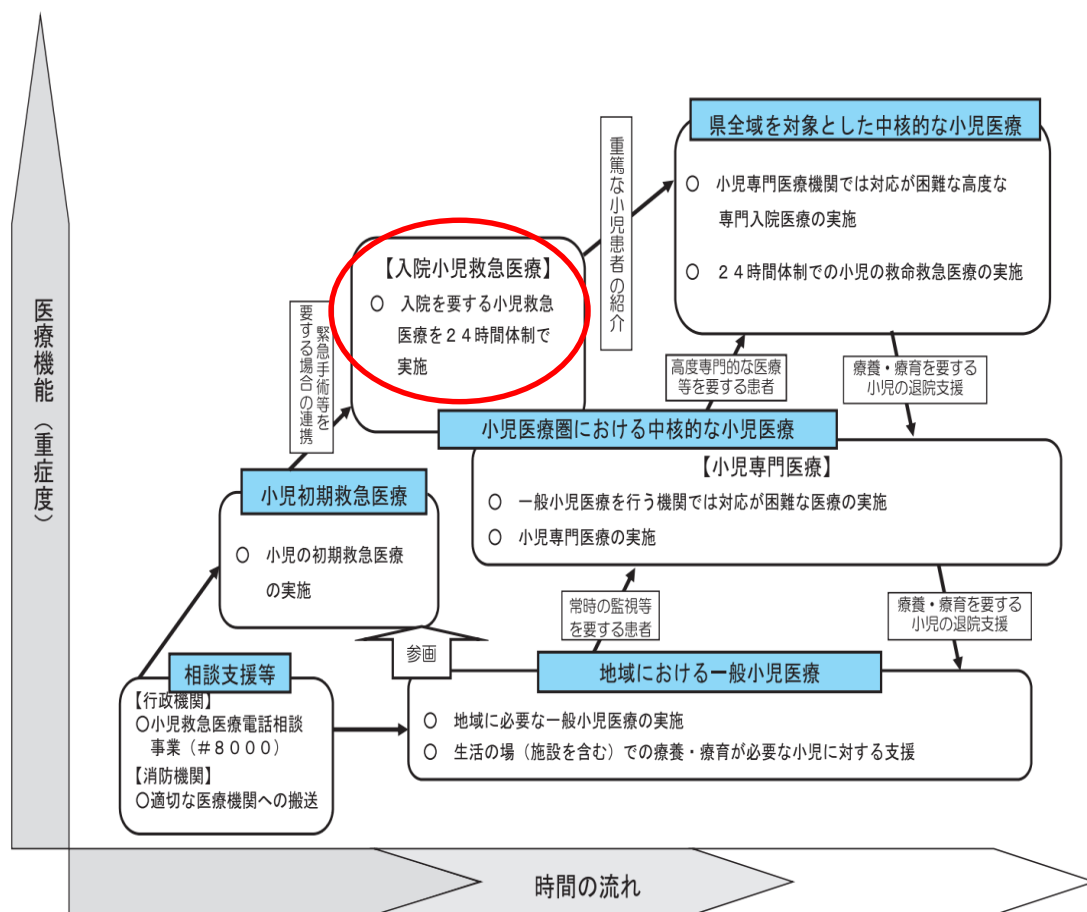 県全域を対象とした中核的な小児医療
○ 小児専門医療機関では対応が困難な高度な
専門入院医療の実施
○ ２４時間体制での小児の救命救急医療の実施
重篤な小児患者の紹介
【入院小児救急医療】
○ 入院を要する小児救急
医療を２４時間体制で
実施
緊急手術等を
要する場合の連携
医療機能（重症度）
高度専門的な医療
等を要する患者
療養・療育を要する
小児の退院支援
小児医療圏における中核的な小児医療
【小児専門医療】
○ 一般小児医療を行う機関では対応が困難な医療の実施
○ 小児専門医療の実施
小児初期救急医療
○ 小児の初期救急医療
の実施
常時の監視等
を要する患者
療養・療育を要する
小児の退院支援
参画
相談支援等
【行政機関】
○小児救急医療電話相談
事業（＃８０００）
【消防機関】
○適切な医療機関への搬送
地域における一般小児医療
○ 地域に必要な一般小児医療の実施
○ 生活の場（施設を含む）での療養・療育が必要な小児に対する支援
時間の流れ